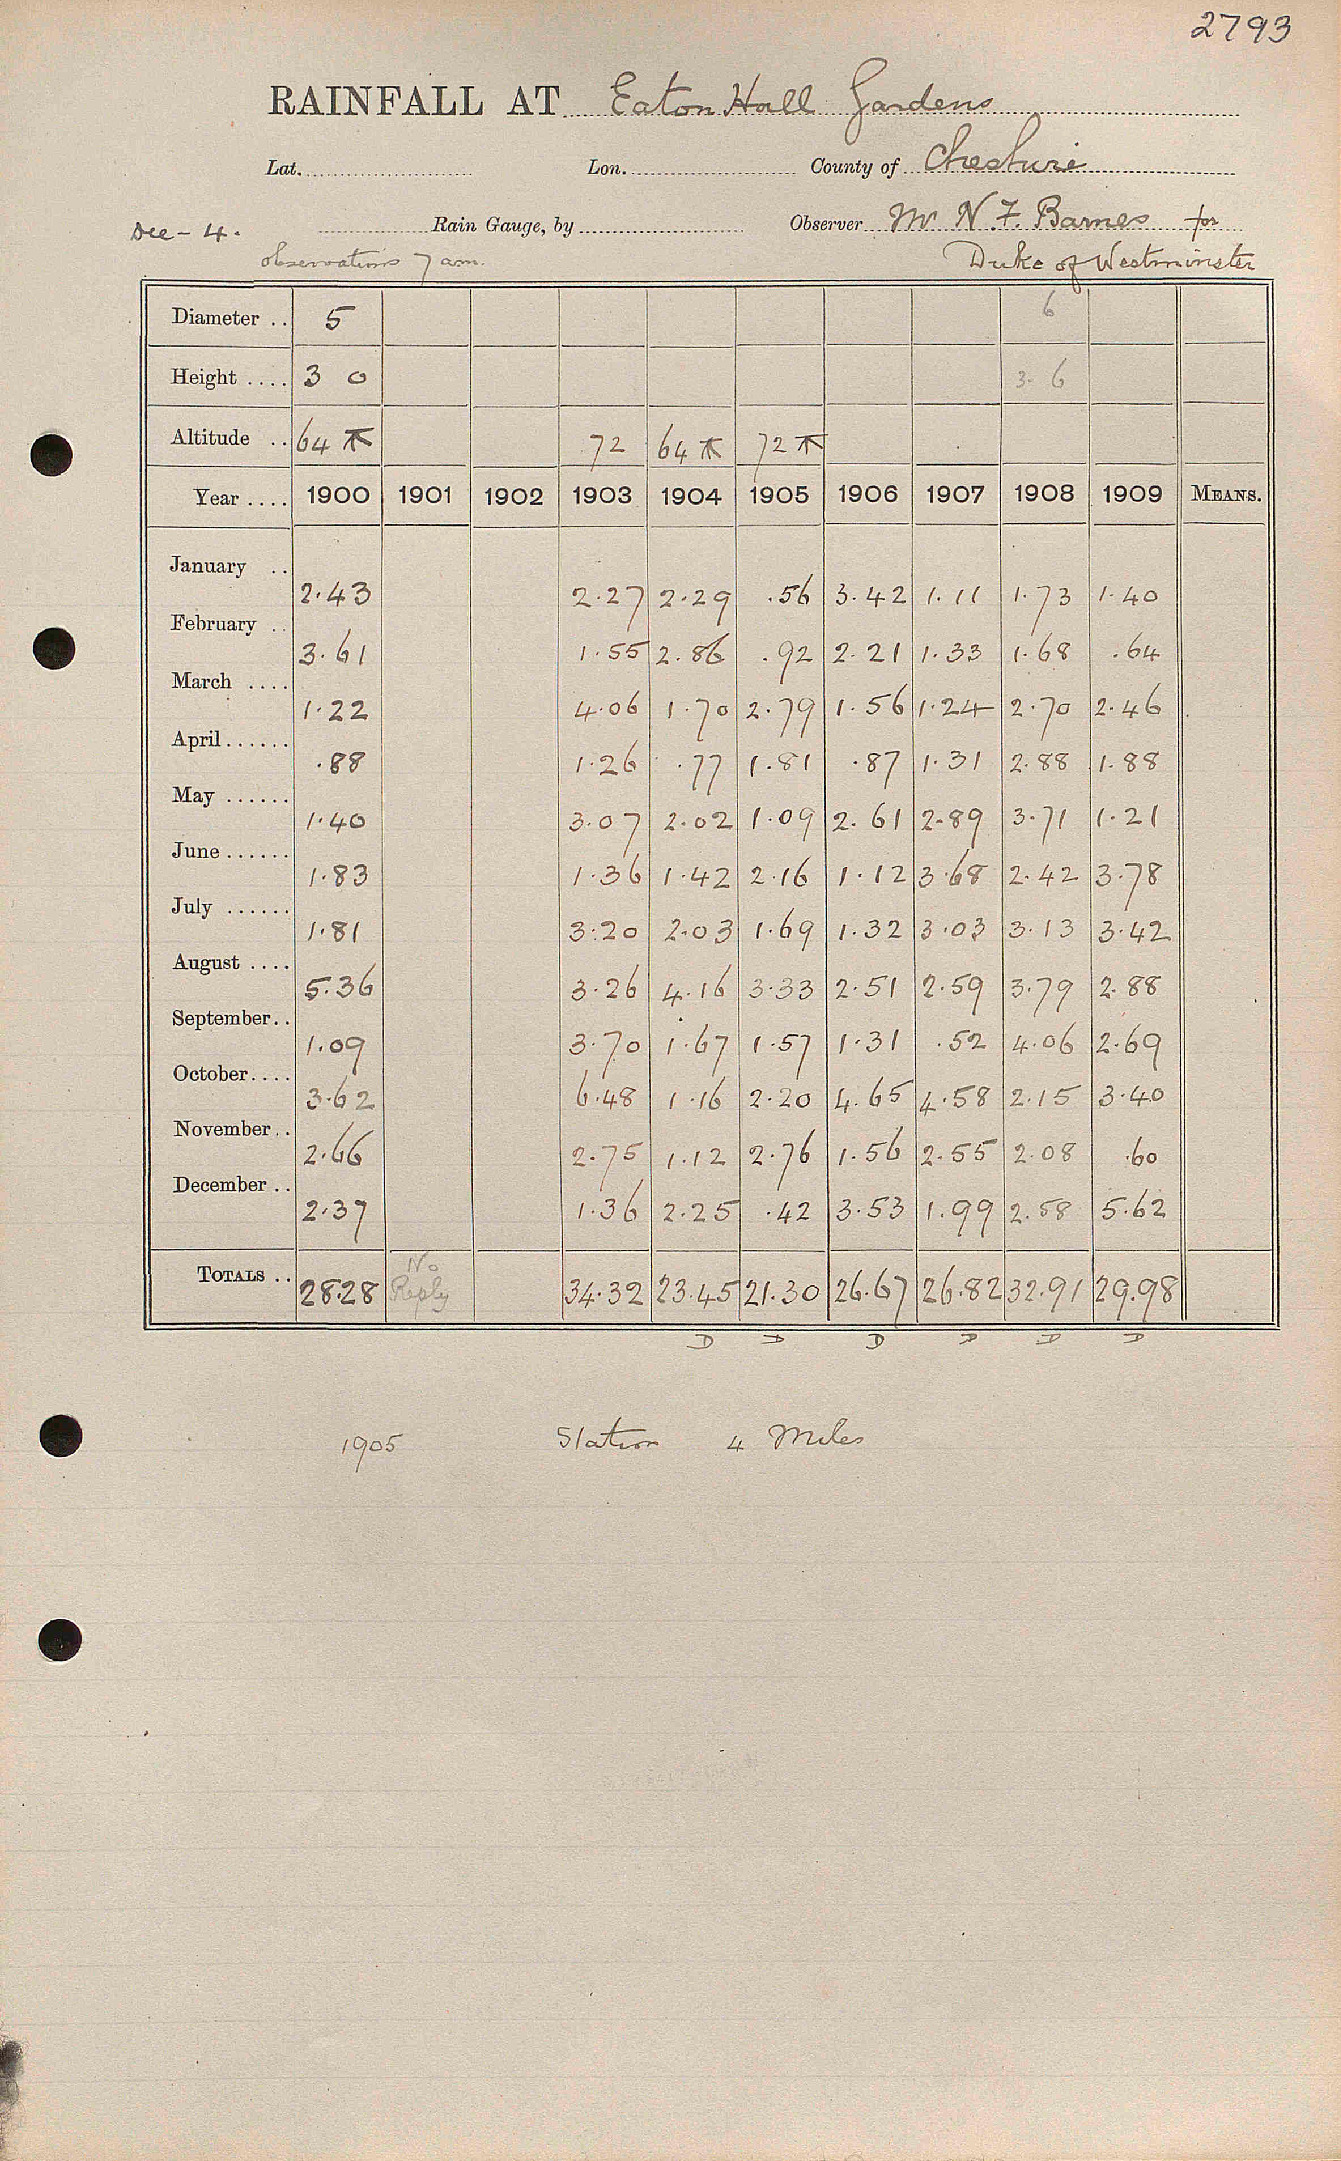 2793
RAINFALL AT Eaton Hall Gardens
Lat. Lon. County of Cheshire
Dee - 4. Rain Gauge, by Observer Mr N. F. Barnes for
observations 7 am. Duke of Westminster
Diameter .. 5 6
Height .... 3 0 3. 6
Altitude .. 64 72 64 72
Year .... 1900 1901 1902 1903 1904 1905 1906 1907 1908 1909 MEANS.
January .. 2.43 2.27 2.29 .56 3.42 1.11 1.73 1.40
February .. 3.61 1.55 2.86 .92 2.21 1.33 1.68 .64
March .... 1.22 4.06 1.70 2.79 1.56 1.24 2.70 2.46
April...... .88 1.26 .77 1.81 .87 1.31 2.88 1.88
May ...... 1.40 3.07 2.02 1.09 2.61 2.89 3.71 1.21
June...... 1.83 1.36 1.42 2.16 1.12 3.68 2.42 3.78
July ...... 1.81 3.20 2.03 1.69 1.32 3.03 3.13 3.42
August .... 5.36 3.26 4.16 3.33 2.51 2.59 3.79 2.88
September.. 1.09 3.70 1.67 1.57 1.31 .52 4.06 2.69
October.... 3.62 6.48 1.16 2.20 4.65 4.58 2.15 3.40
November.. 2.66 2.75 1.12 2.76 1.56 2.55 2.08 .60
December .. 2.37 1.36 2.25 .42 3.53 1.99 2.58 5.62
TOTALS .. 28.28 No Reply 34.32 23.45 21.30 26.67 26.82 32.91 29.98
D D D D D D
1905 Station 4 Miles